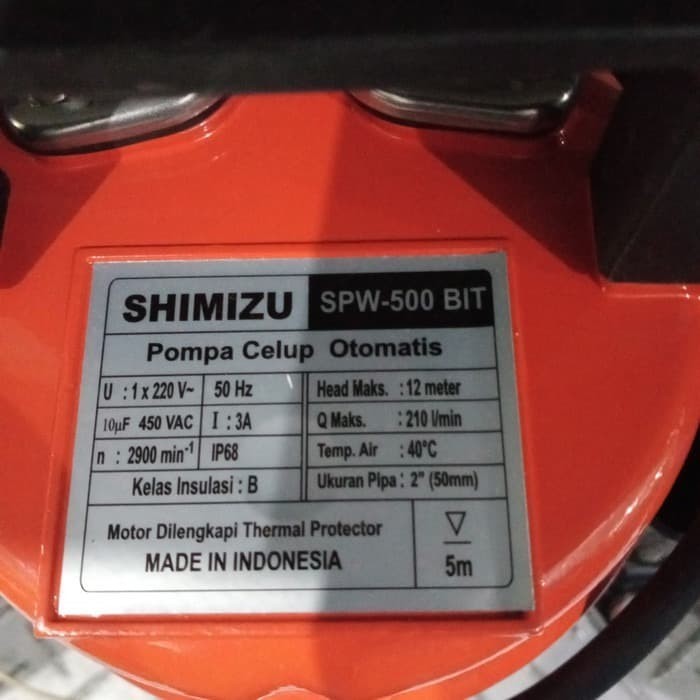 SHIMIZU SPW-500 BIT
Pompa Celup Otomatis
U : 1 x 220 V~ 50 Hz Head Maks. : 12 meter
10µF 450 VAC I : 3A Q Maks. : 210 l/min
n : 2900 min⁻¹ IP68 Temp. Air : 40°C
Kelas Insulasi : B Ukuran Pipa : 2" (50mm)
Motor Dilengkapi Thermal Protector
MADE IN INDONESIA
5m